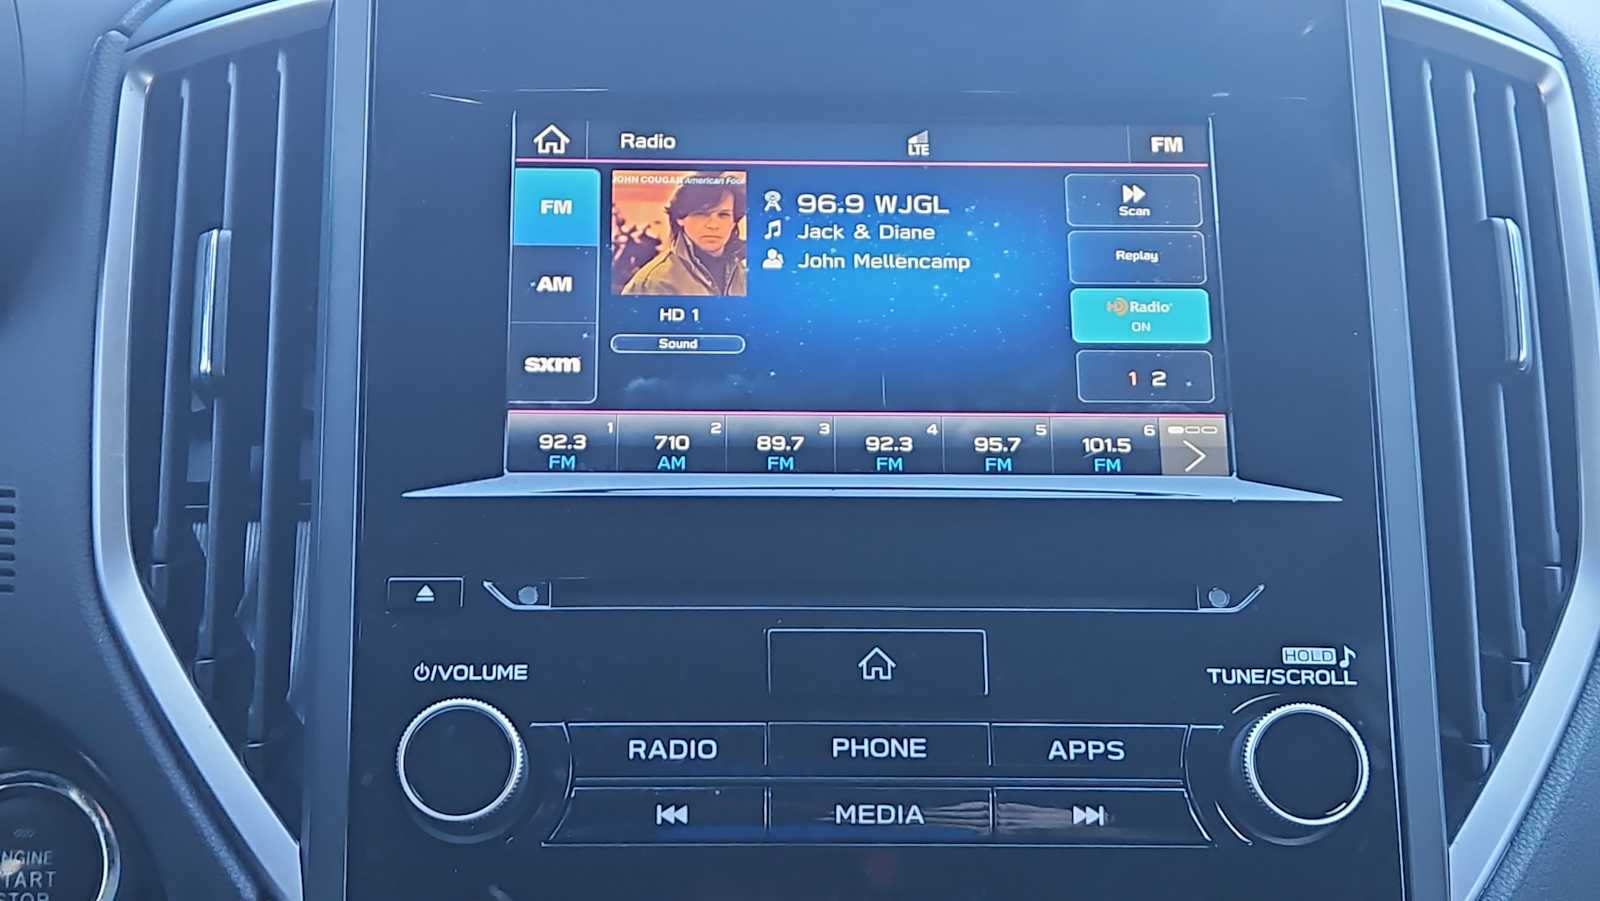 Radio
LTE
FM
FM
AM
sxm
JOHN COUGAR American Fool
HD 1
Sound
96.9 WJGL
Jack & Diane
John Mellencamp
Scan
Replay
HD Radio
ON
1 2
92.3 1
FM
710 2
AM
89.7 3
FM
92.3 4
FM
95.7 5
FM
101.5 6
FM
/VOLUME
HOLD
TUNE/SCROLL
RADIO
PHONE
APPS
MEDIA
ENGINE
START
STOP